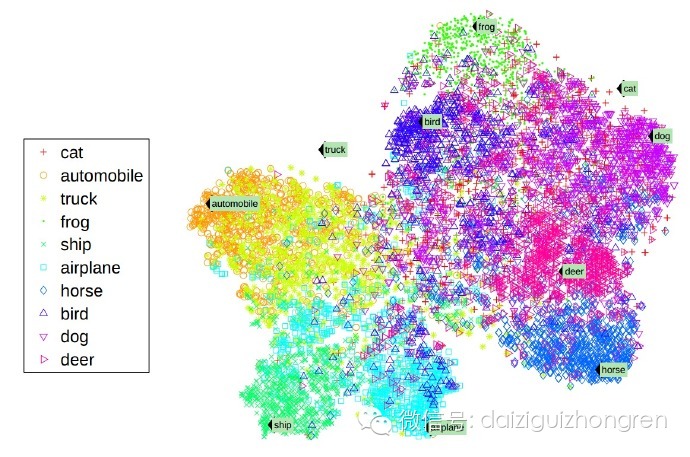 cat
automobile
truck
frog
ship
airplane
horse
bird
dog
deer
frog
cat
bird
dog
truck
automobile
deer
horse
ship
airplane
微信号: daiziguizhongren